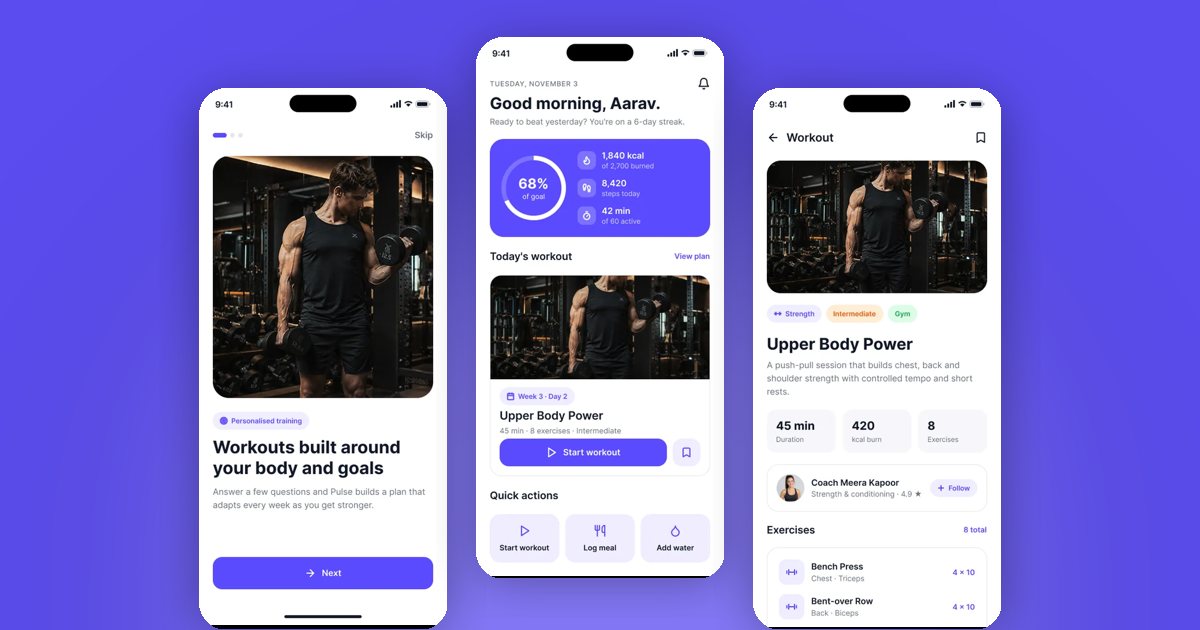 9:41
Skip
Personalised training
Workouts built around
your body and goals
Answer a few questions and Pulse builds a plan that
adapts every week as you get stronger.
Next
9:41
TUESDAY, NOVEMBER 3
Good morning, Aarav.
Ready to beat yesterday? You're on a 6-day streak.
68%
of goal
1,840 kcal
of 2,700 burned
8,420
steps today
42 min
of 60 active
Today's workout
View plan
Week 3 · Day 2
Upper Body Power
45 min · 8 exercises · Intermediate
Start workout
Quick actions
Start workout
Log meal
Add water
9:41
Workout
Strength
Intermediate
Gym
Upper Body Power
A push-pull session that builds chest, back and
shoulder strength with controlled tempo and short
rests.
45 min
Duration
420
kcal burn
8
Exercises
Coach Meera Kapoor
Strength & conditioning · 4.9 ★
+ Follow
Exercises
8 total
Bench Press
Chest · Triceps
4 × 10
Bent-over Row
Back · Biceps
4 × 10